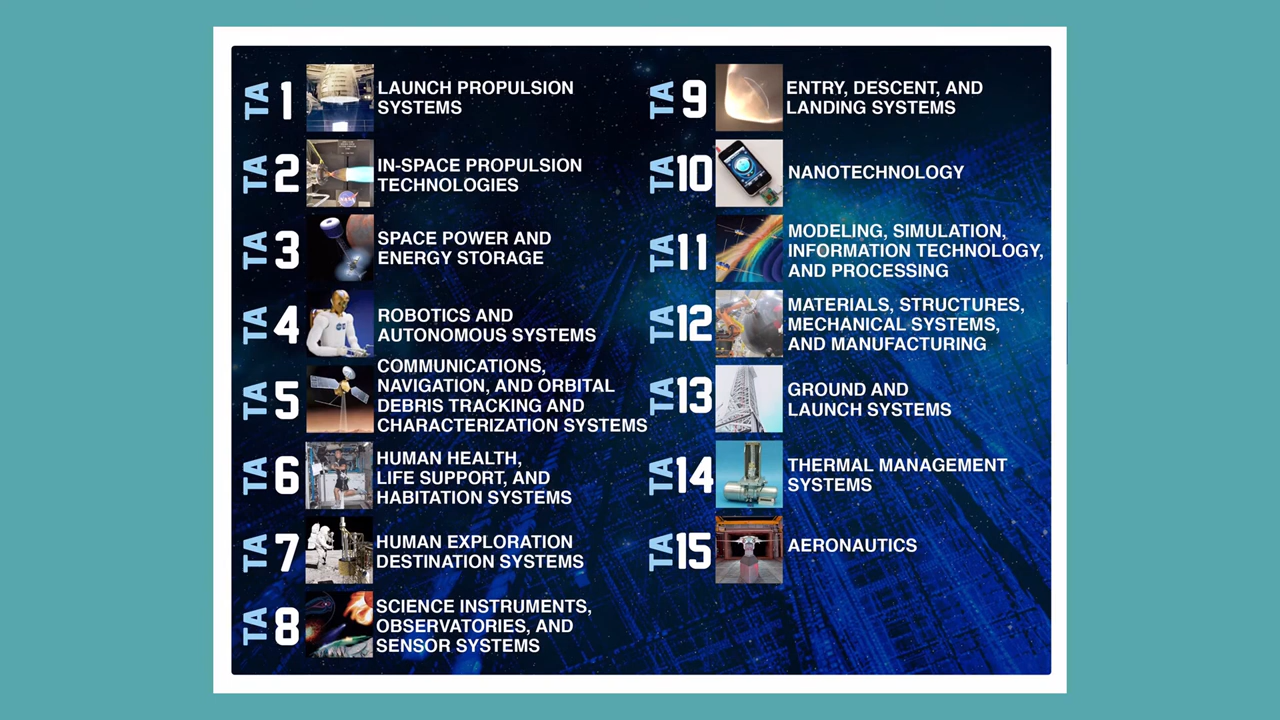 TA 1
LAUNCH PROPULSION
SYSTEMS
TA 2
IN-SPACE PROPULSION
TECHNOLOGIES
TA 3
SPACE POWER AND
ENERGY STORAGE
TA 4
ROBOTICS AND
AUTONOMOUS SYSTEMS
TA 5
COMMUNICATIONS,
NAVIGATION, AND ORBITAL
DEBRIS TRACKING AND
CHARACTERIZATION SYSTEMS
TA 6
HUMAN HEALTH,
LIFE SUPPORT, AND
HABITATION SYSTEMS
TA 7
HUMAN EXPLORATION
DESTINATION SYSTEMS
TA 8
SCIENCE INSTRUMENTS,
OBSERVATORIES, AND
SENSOR SYSTEMS
TA 9
ENTRY, DESCENT, AND
LANDING SYSTEMS
TA 10
NANOTECHNOLOGY
TA 11
MODELING, SIMULATION,
INFORMATION TECHNOLOGY,
AND PROCESSING
TA 12
MATERIALS, STRUCTURES,
MECHANICAL SYSTEMS,
AND MANUFACTURING
TA 13
GROUND AND
LAUNCH SYSTEMS
TA 14
THERMAL MANAGEMENT
SYSTEMS
TA 15
AERONAUTICS